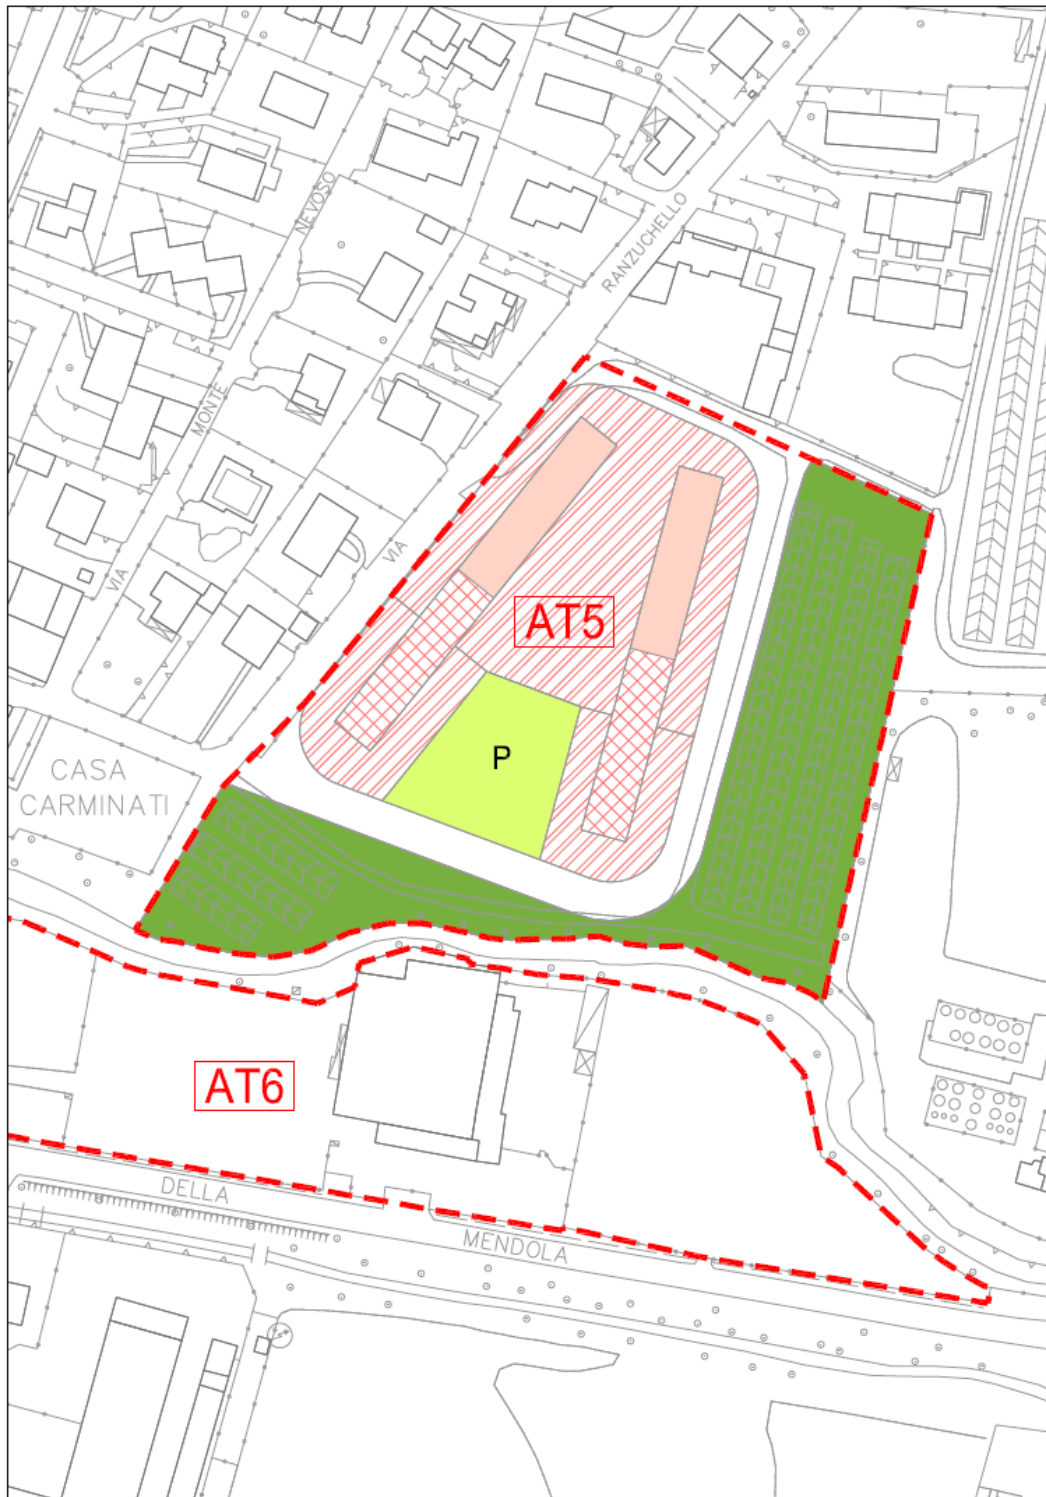 NEVOSO
RANZUCHELLO
MONTE
VIA
VIA
AT5
P
CASA
CARMINATI
AT6
DELLA
MENDOLA